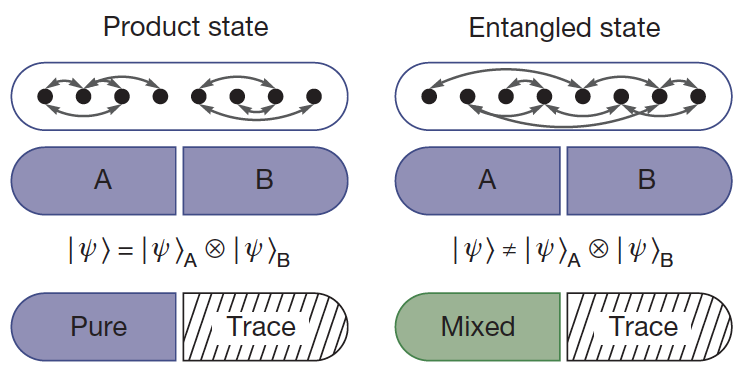 Product state
Entangled state
A B
A B
|ψ⟩ = |ψ⟩A ⊗ |ψ⟩B
|ψ⟩ ≠ |ψ⟩A ⊗ |ψ⟩B
Pure Trace
Mixed Trace